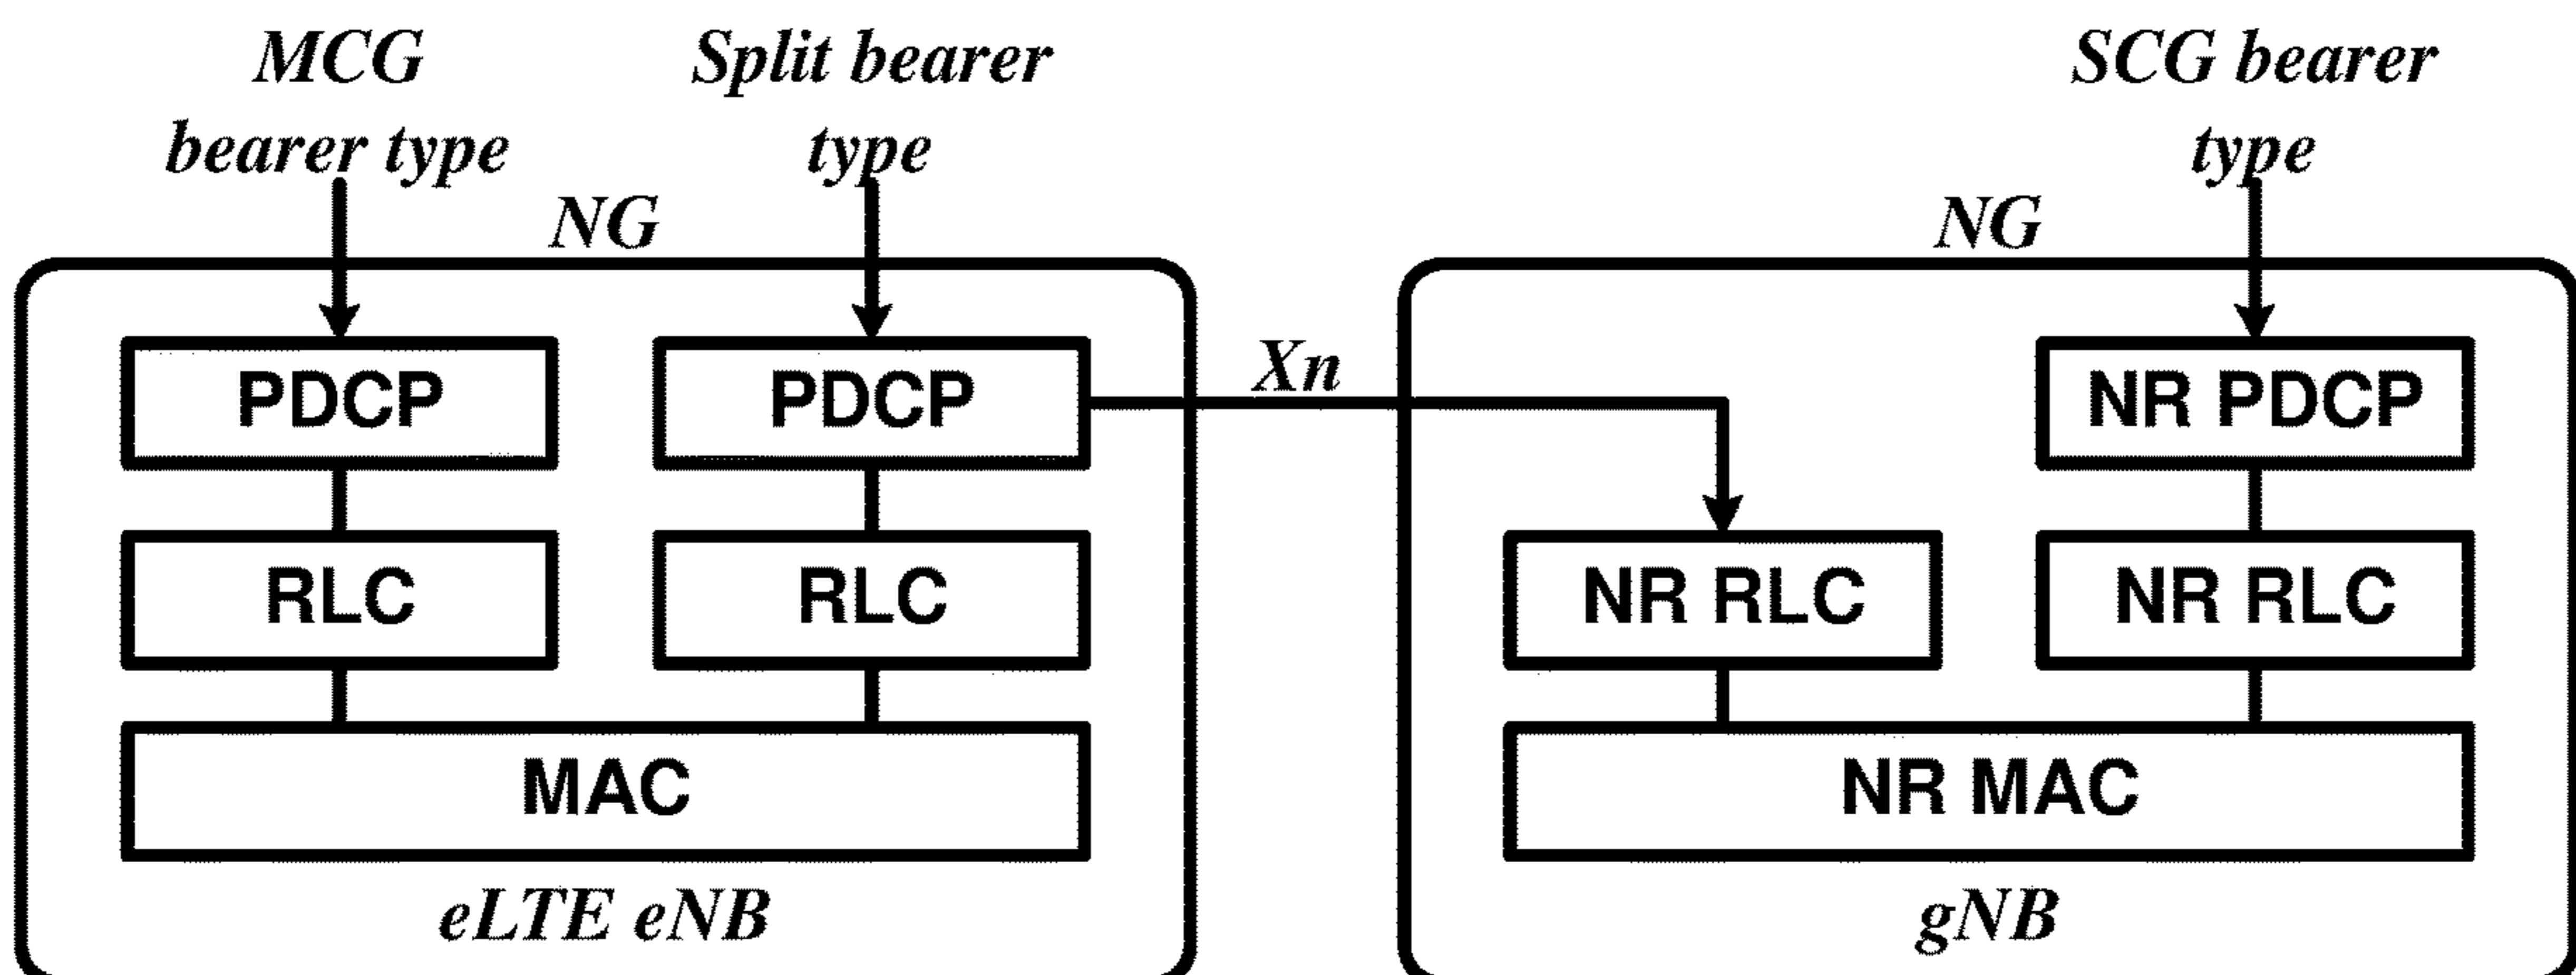 MCG
bearer type
Split bearer
type
SCG bearer
type
NG
NG
PDCP
PDCP
Xn
NR PDCP
RLC
RLC
NR RLC
NR RLC
MAC
NR MAC
eLTE eNB
gNB